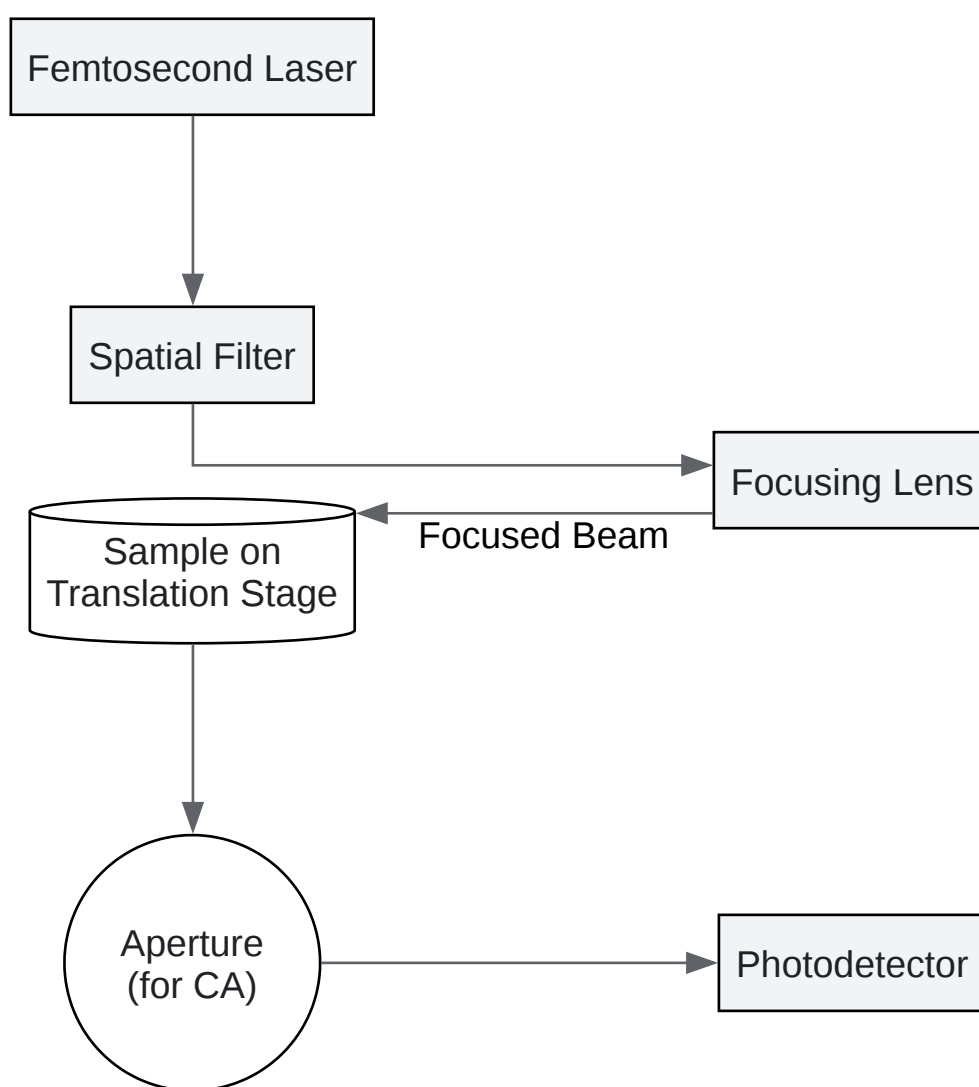 Femtosecond Laser
Spatial Filter
Focusing Lens
Focused Beam
Sample on
Translation Stage
Aperture
(for CA)
Photodetector